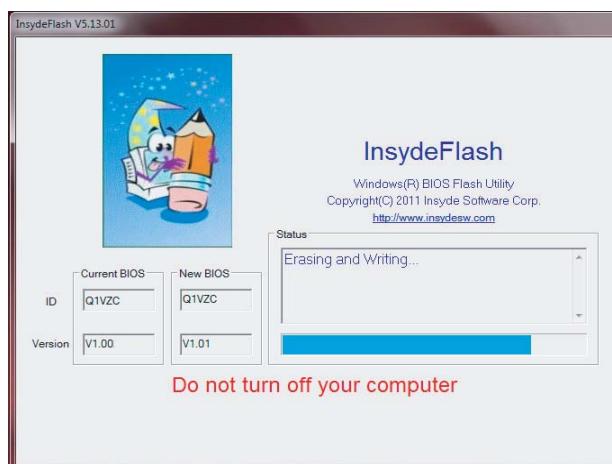 InsydeFlash V5.13.01
InsydeFlash
Windows(R) BIOS Flash Utility
Copyright(C) 2011 Insyde Software Corp.
http://www.insydesw.com
Status
Erasing and Writing...
Current BIOS
New BIOS
ID
Q1VZC
Q1VZC
Version
V1.00
V1.01
Do not turn off your computer